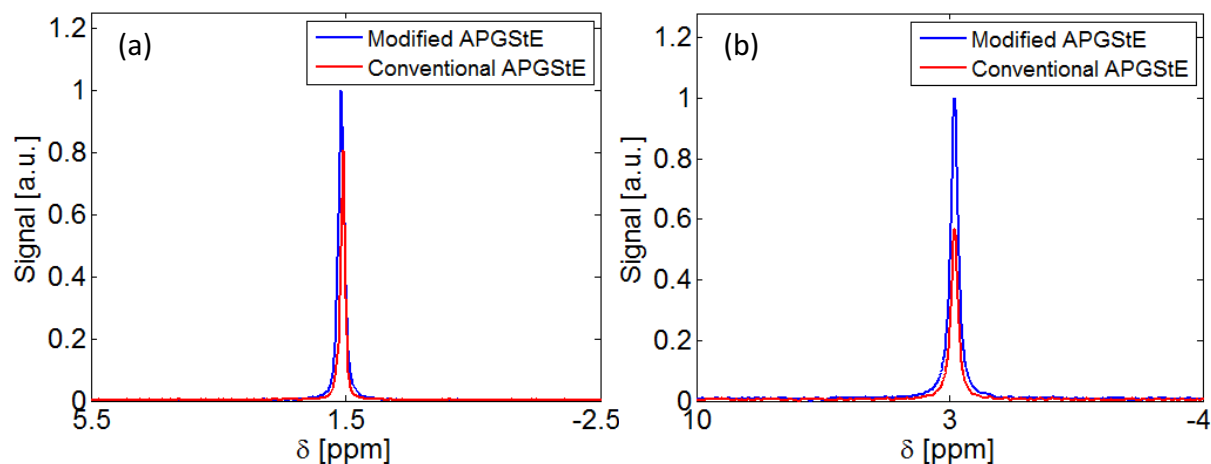 (a)
Modified APGStE
Conventional APGStE
Signal [a.u.]
1.2
1
0.8
0.6
0.4
0.2
0
5.5 1.5 -2.5
δ [ppm]
(b)
Modified APGStE
Conventional APGStE
Signal [a.u.]
1.2
1
0.8
0.6
0.4
0.2
0
10 3 -4
δ [ppm]